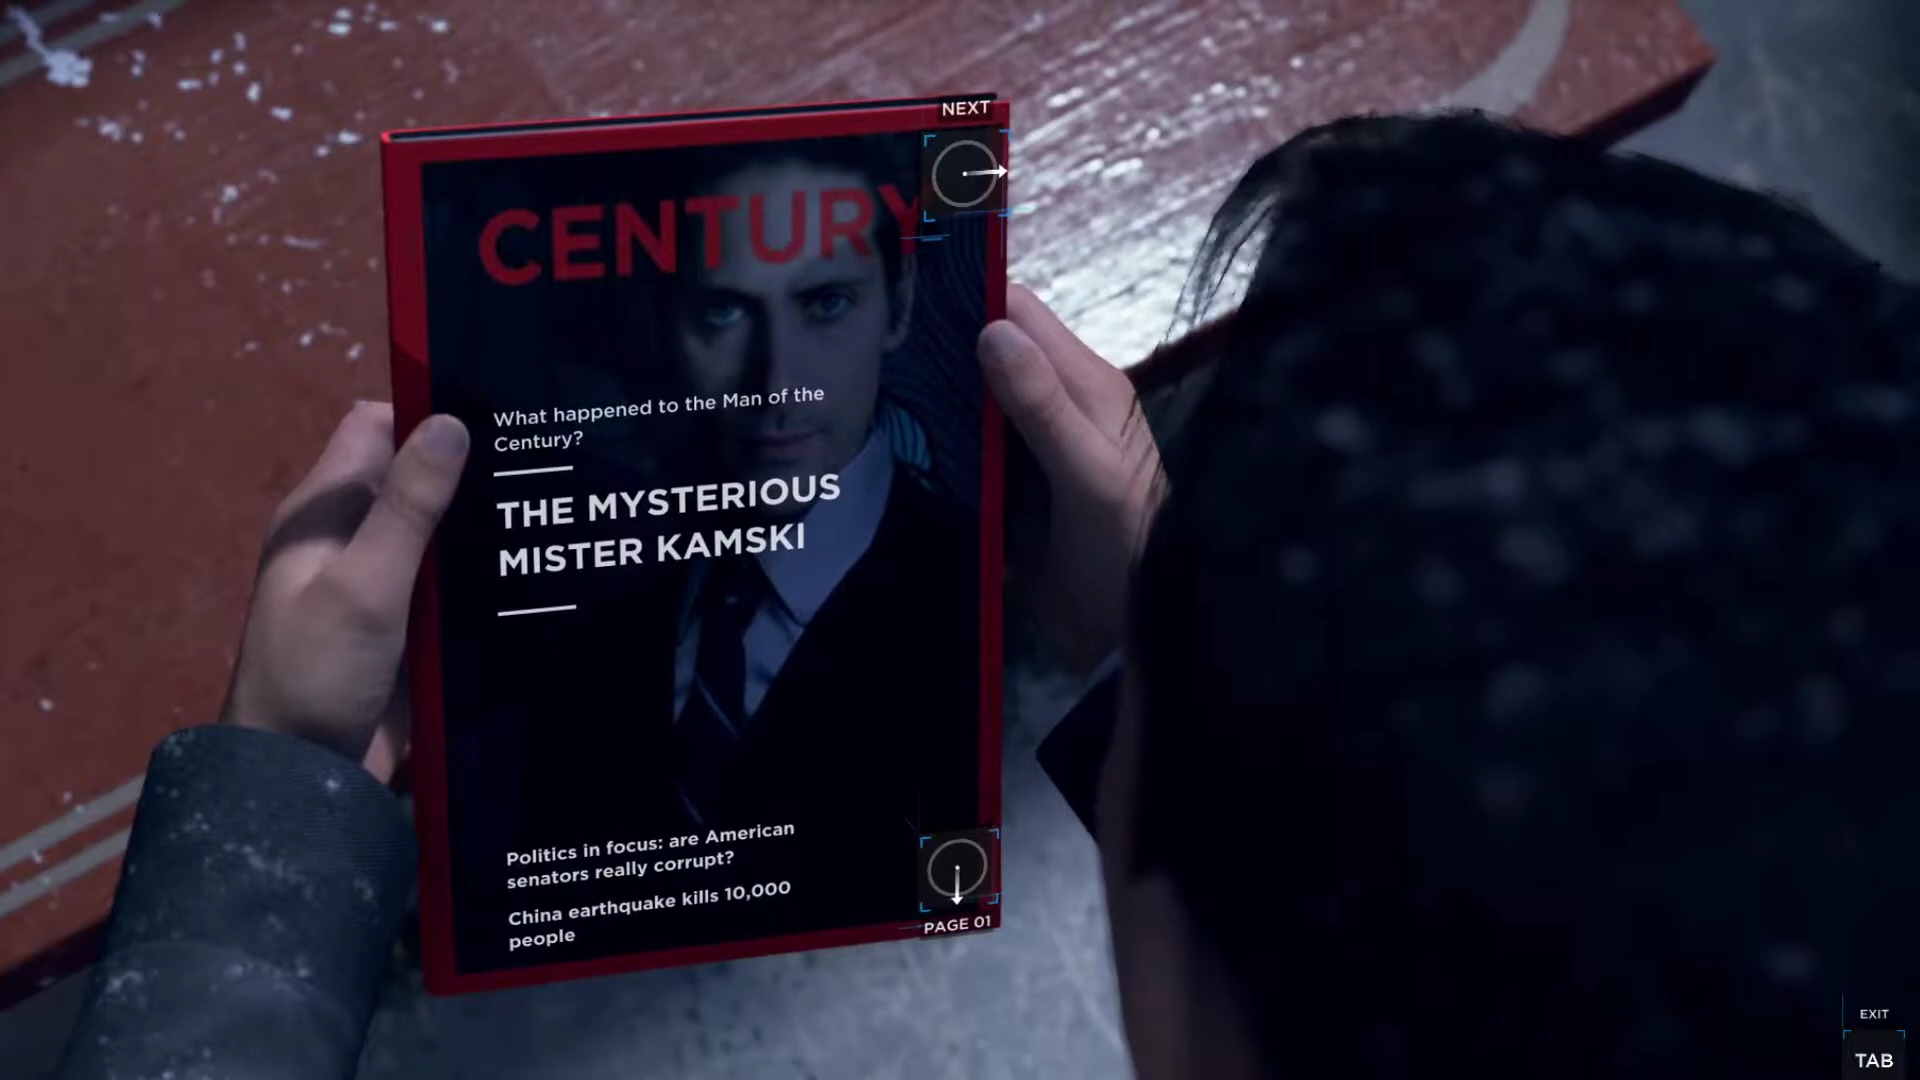 NEXT
CENTURY
What happened to the Man of the
Century?
THE MYSTERIOUS
MISTER KAMSKI
Politics in focus: are American
senators really corrupt?
China earthquake kills 10,000
people
PAGE 01
EXIT
TAB